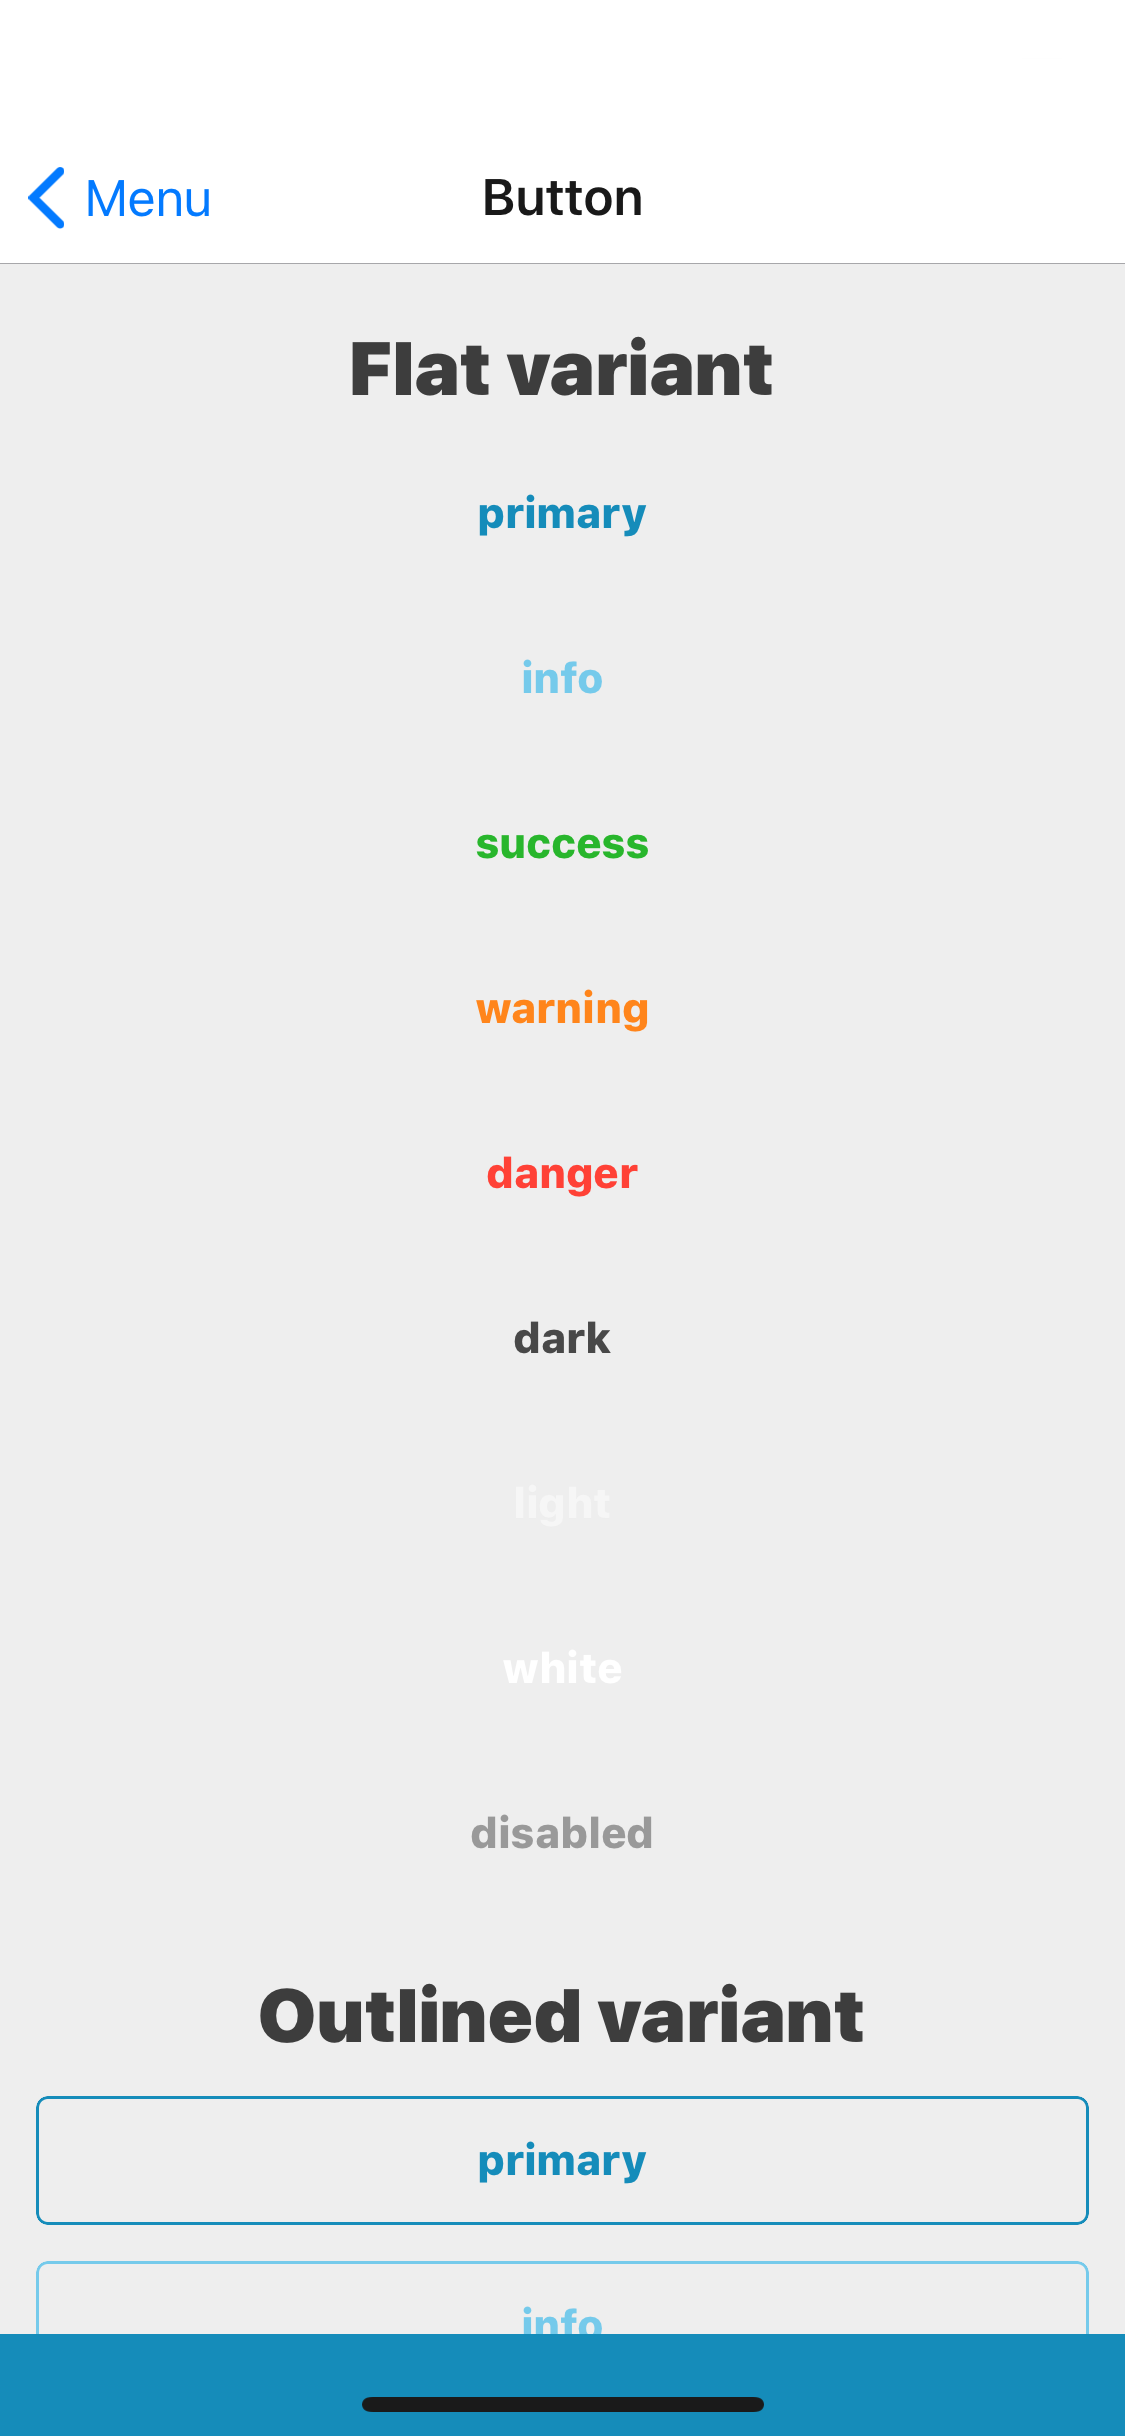 Menu
Button
Flat variant
primary
info
success
warning
danger
dark
light
white
disabled
Outlined variant
primary
info